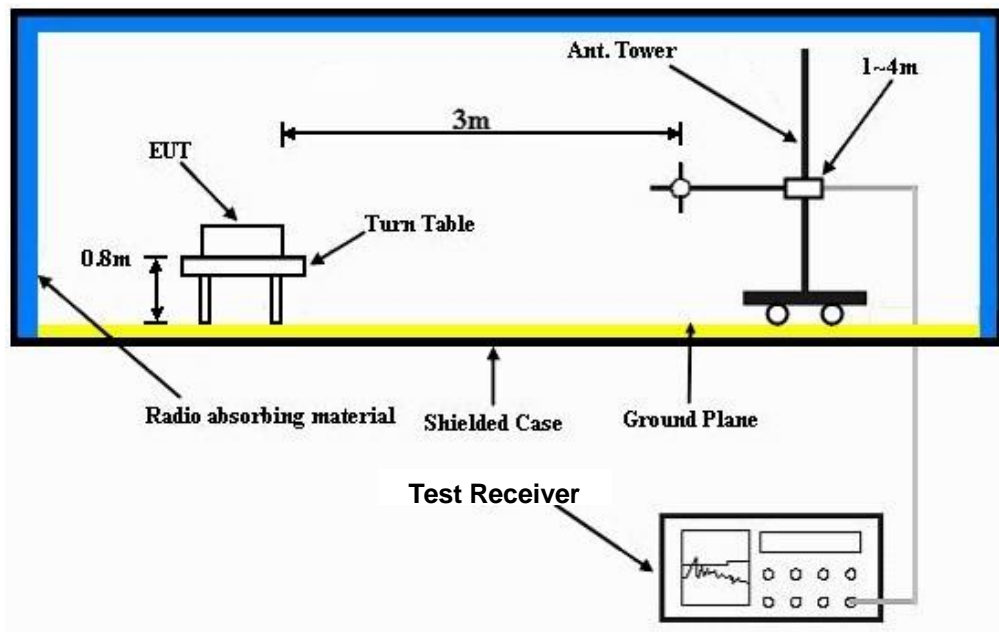 Ant. Tower
1~4m
3m
EUT
Turn Table
0.8m
Radio absorbing material
Shielded Case
Ground Plane
Test Receiver